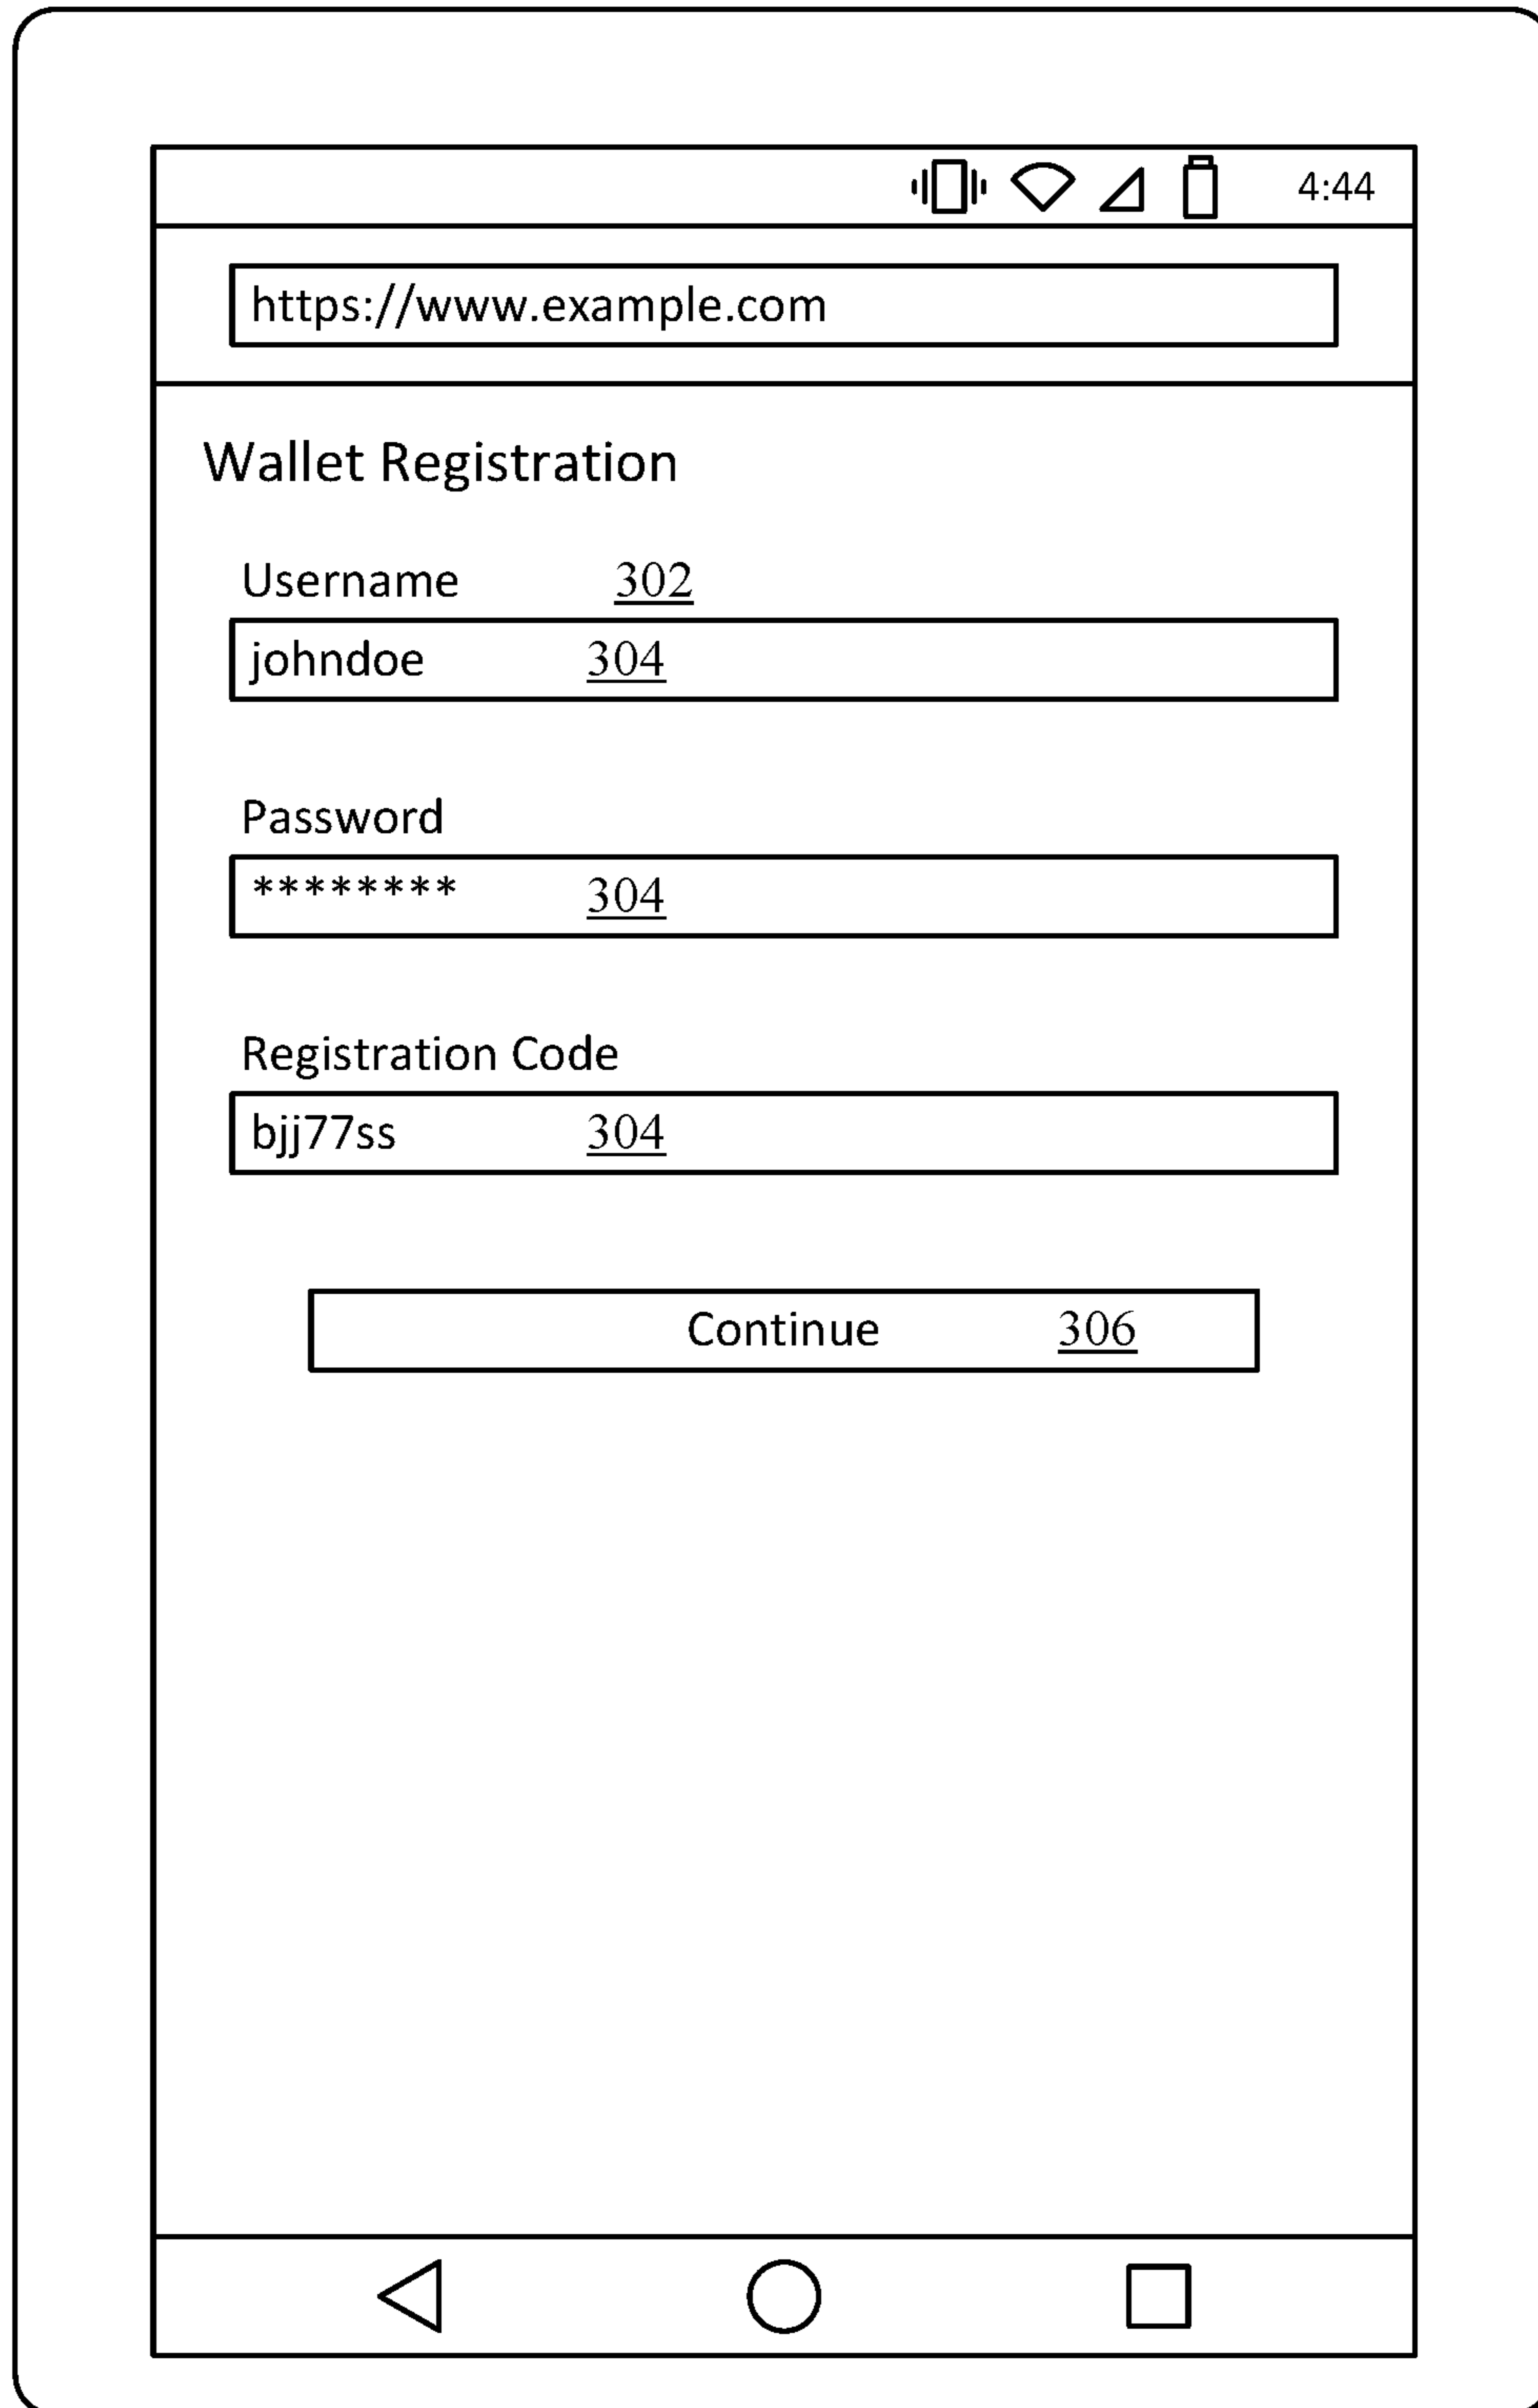 4:44
https://www.example.com
Wallet Registration
Username 302
johndoe 304
Password
******** 304
Registration Code
bjj77ss 304
Continue 306